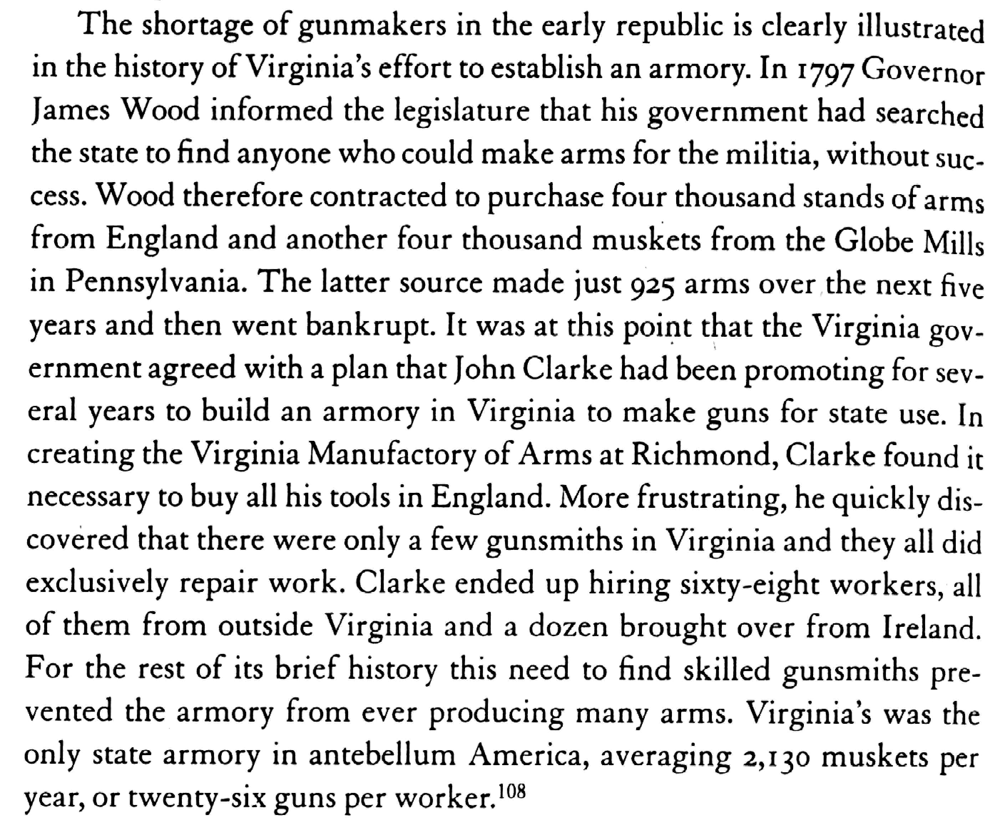 The shortage of gunmakers in the early republic is clearly illustrated
in the history of Virginia's effort to establish an armory. In 1797 Governor
James Wood informed the legislature that his government had searched
the state to find anyone who could make arms for the militia, without suc-
cess. Wood therefore contracted to purchase four thousand stands of arms
from England and another four thousand muskets from the Globe Mills
in Pennsylvania. The latter source made just 925 arms over the next five
years and then went bankrupt. It was at this point that the Virginia gov-
ernment agreed with a plan that John Clarke had been promoting for sev-
eral years to build an armory in Virginia to make guns for state use. In
creating the Virginia Manufactory of Arms at Richmond, Clarke found it
necessary to buy all his tools in England. More frustrating, he quickly dis-
covered that there were only a few gunsmiths in Virginia and they all did
exclusively repair work. Clarke ended up hiring sixty-eight workers, all
of them from outside Virginia and a dozen brought over from Ireland.
For the rest of its brief history this need to find skilled gunsmiths pre-
vented the armory from ever producing many arms. Virginia's was the
only state armory in antebellum America, averaging 2,130 muskets per
year, or twenty-six guns per worker.108